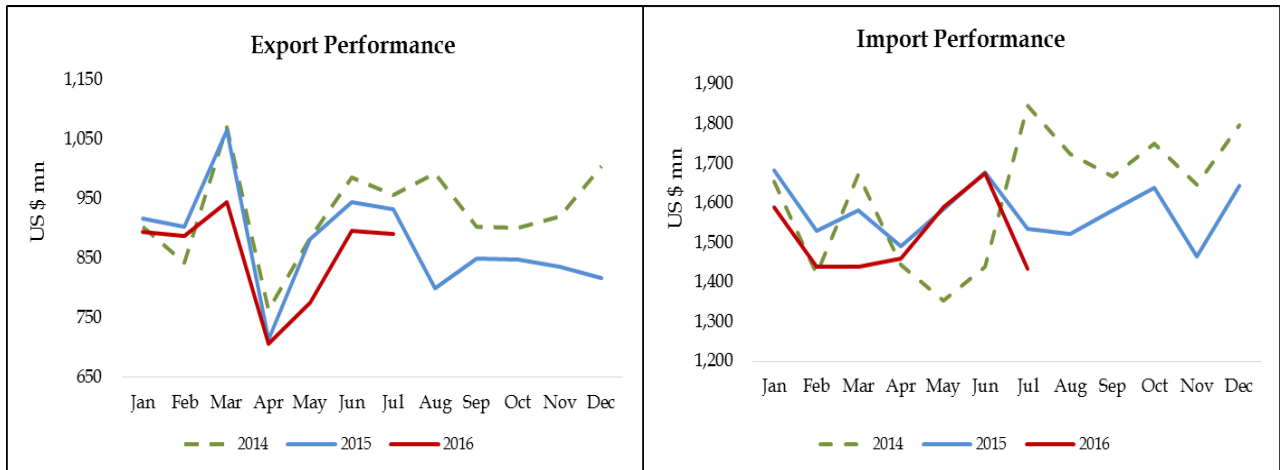 Export Performance
US $ mn
1,150
1,050
950
850
750
650
Jan Feb Mar Apr May Jun Jul Aug Sep Oct Nov Dec
2014 2015 2016
Import Performance
US $ mn
1,900
1,800
1,700
1,600
1,500
1,400
1,300
1,200
Jan Feb Mar Apr May Jun Jul Aug Sep Oct Nov Dec
2014 2015 2016